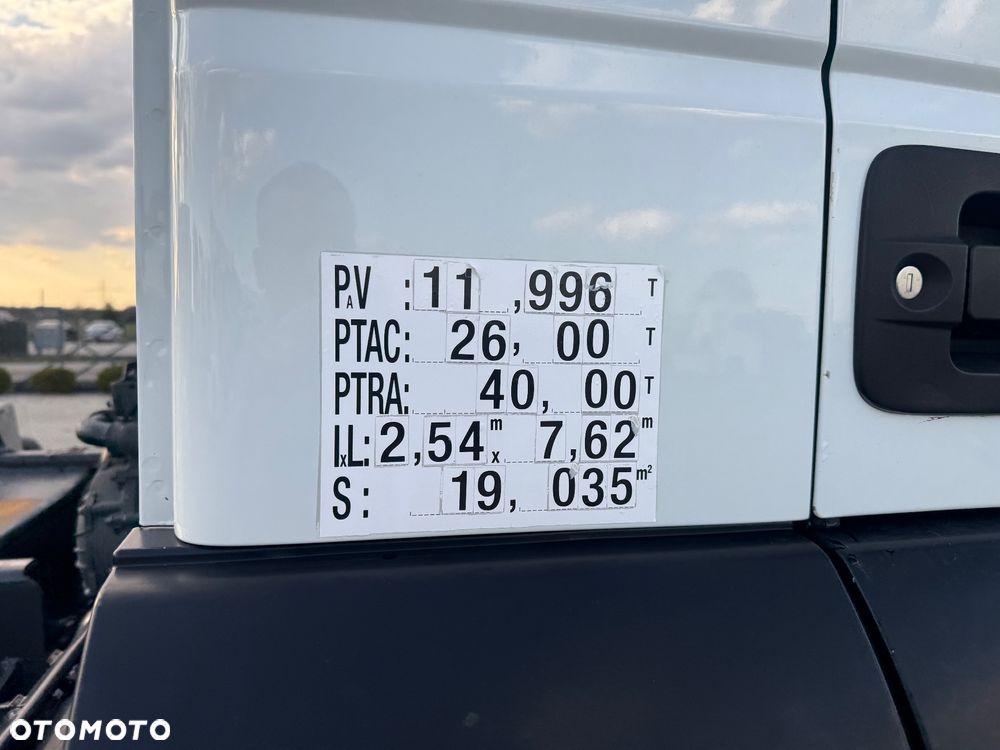 PAV : 11 ,996 T
PTAC: 26, 00 T
PTRA: 40, 00 T
IxL: 2,54 m x 7,62 m
S : 19, 035 m²
OTOMOTO